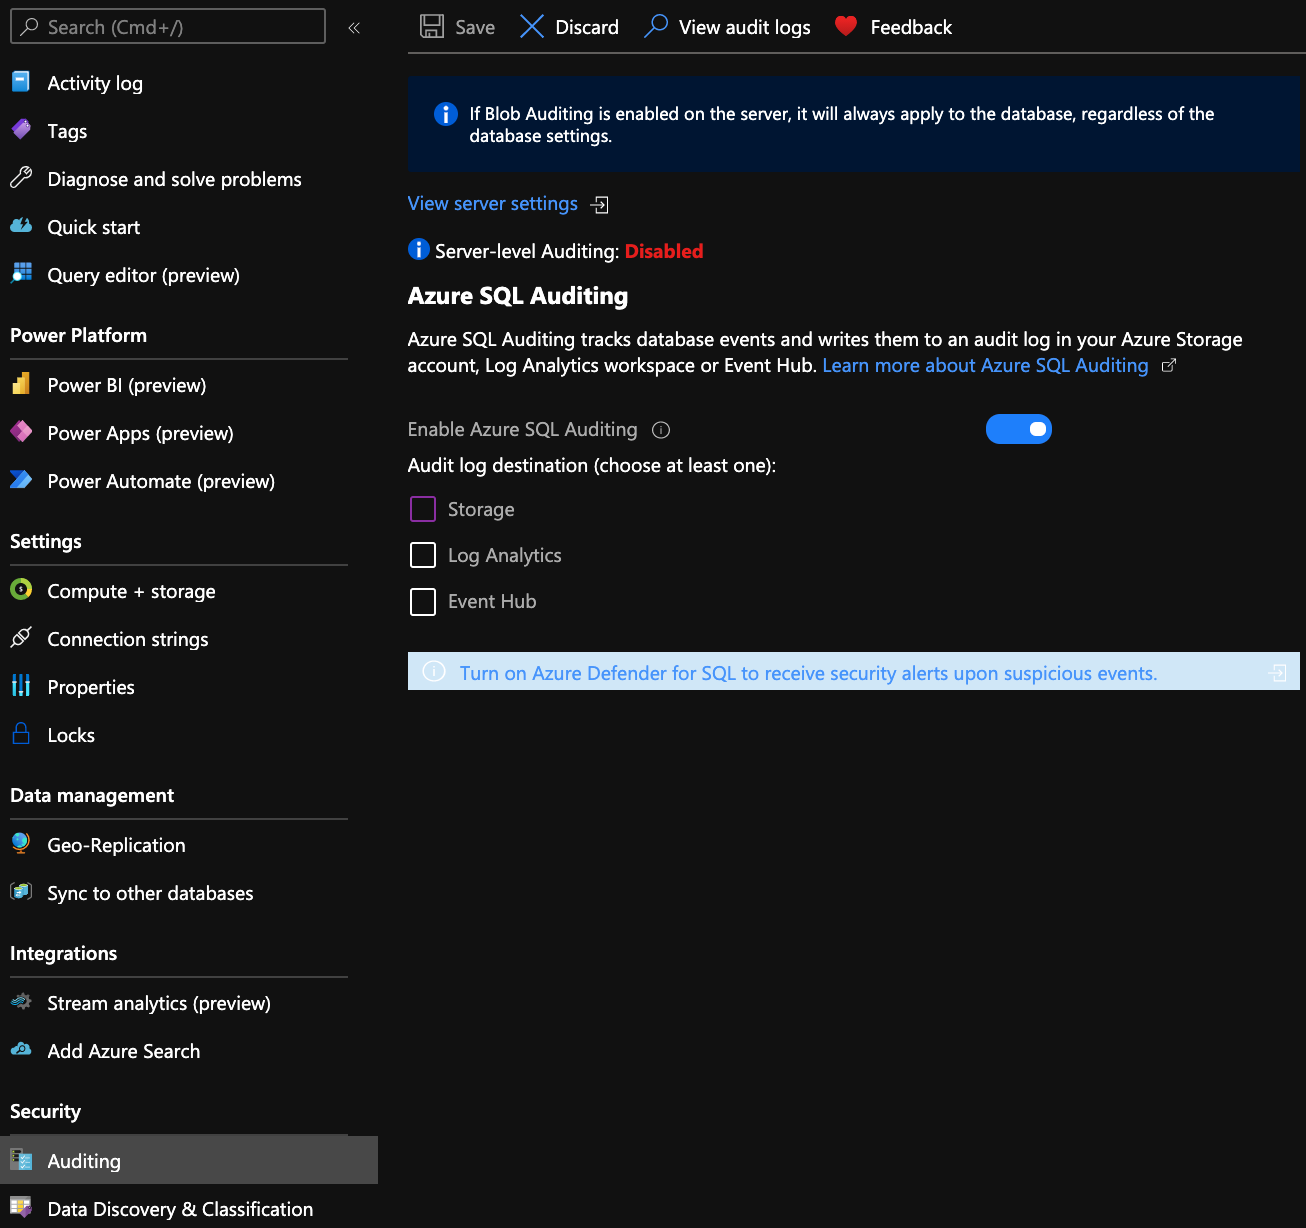 Search (Cmd+/)
«
Activity log
Tags
Diagnose and solve problems
Quick start
Query editor (preview)
Power Platform
Power BI (preview)
Power Apps (preview)
Power Automate (preview)
Settings
Compute + storage
Connection strings
Properties
Locks
Data management
Geo-Replication
Sync to other databases
Integrations
Stream analytics (preview)
Add Azure Search
Security
Auditing
Data Discovery & Classification
Save Discard View audit logs Feedback
If Blob Auditing is enabled on the server, it will always apply to the database, regardless of the
database settings.
View server settings
Server-level Auditing: Disabled
Azure SQL Auditing
Azure SQL Auditing tracks database events and writes them to an audit log in your Azure Storage
account, Log Analytics workspace or Event Hub. Learn more about Azure SQL Auditing
Enable Azure SQL Auditing
Audit log destination (choose at least one):
Storage
Log Analytics
Event Hub
Turn on Azure Defender for SQL to receive security alerts upon suspicious events.